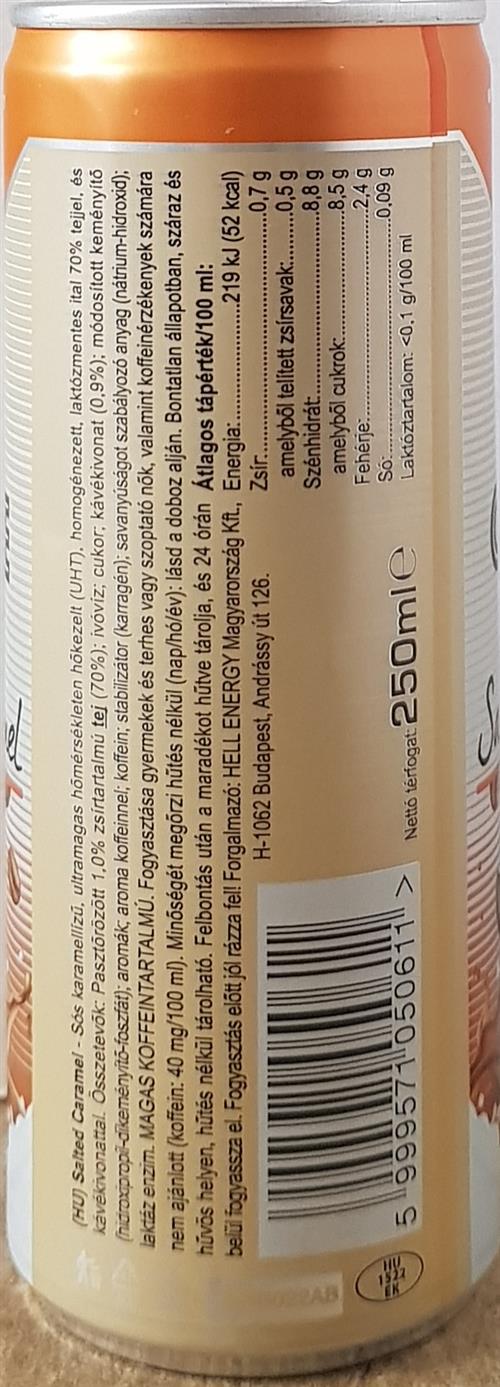 (HU) Salted Caramel - Sós karamellízű, ultramagas hőmérsékleten hőkezelt (UHT), homogénezett, laktózmentes ital 70% tejjel, és
kávékivonattal. Összetevők: Pasztőrözött 1,0% zsírtartalmú tej (70%); ivóvíz; cukor; kávékivonat (0,9%); módosított keményítő
(hidroxipropil-dikeményítő-foszfát); aromák; aroma koffeinnel; koffein; stabilizátor (karragén); savanyúságot szabályozó anyag (nátrium-hidroxid);
laktáz enzim. MAGAS KOFFEINTARTALMÚ. Fogyasztása gyermekek és terhes vagy szoptató nők, valamint koffeinérzékenyek számára
nem ajánlott (koffein: 40 mg/100 ml). Minőségét megőrzi hűtés nélkül (nap/hó/év): lásd a doboz alján. Bontatlan állapotban, száraz és
hűvös helyen, hűtés nélkül tárolható. Felbontás után a maradékot hűtve tárolja, és 24 órán
belül fogyassza el. Fogyasztás előtt jól rázza fel! Forgalmazó: HELL ENERGY Magyarország Kft.,
H-1062 Budapest, Andrássy út 126.
Átlagos tápérték/100 ml:
Energia:..................219 kJ (52 kcal)
Zsír:..................................0,7 g
amelyből telített zsírsavak:........0,5 g
Szénhidrát:..........................8,8 g
amelyből cukrok:....................8,5 g
Fehérje:.............................2,4 g
Só:..................................0,09 g
Laktóztartalom: <0,1 g/100 ml
Nettó térfogat: 250ml e
5 999571 050611 >
HU